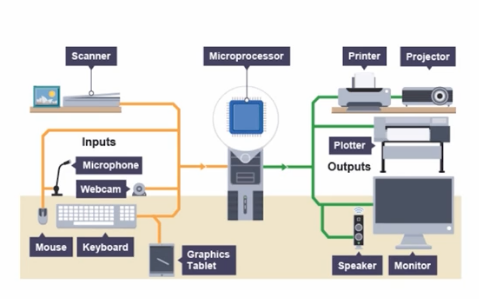 Scanner
Microprocessor
Printer
Projector
Inputs
Plotter
Microphone
Outputs
Webcam
Mouse
Keyboard
Graphics
Tablet
Speaker
Monitor